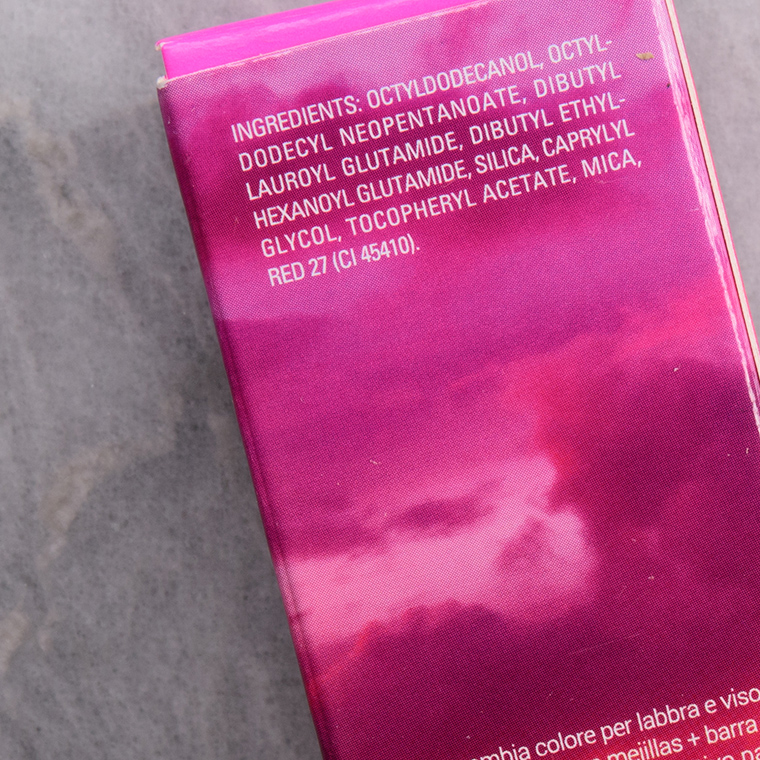 INGREDIENTS: OCTYLDODECANOL, OCTYL-
DODECYL NEOPENTANOATE, DIBUTYL
LAUROYL GLUTAMIDE, DIBUTYL ETHYL-
HEXANOYL GLUTAMIDE, SILICA, CAPRYLYL
GLYCOL, TOCOPHERYL ACETATE, MICA,
RED 27 (CI 45410).
colore per labbra e viso
mejillas + barra